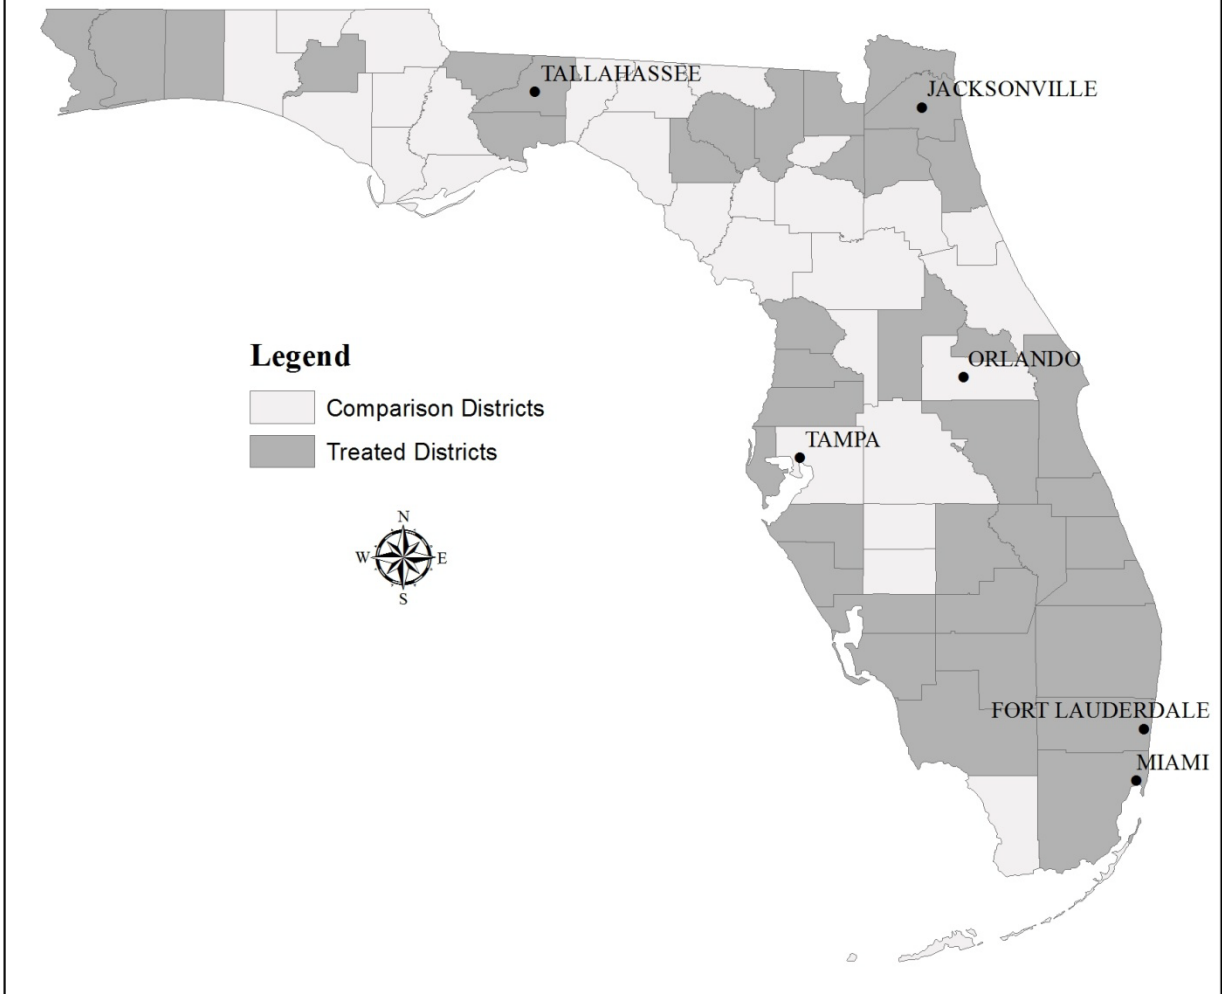 TALLAHASSEE
JACKSONVILLE
Legend
Comparison Districts
Treated Districts
ORLANDO
TAMPA
N
W E
S
FORT LAUDERDALE
MIAMI